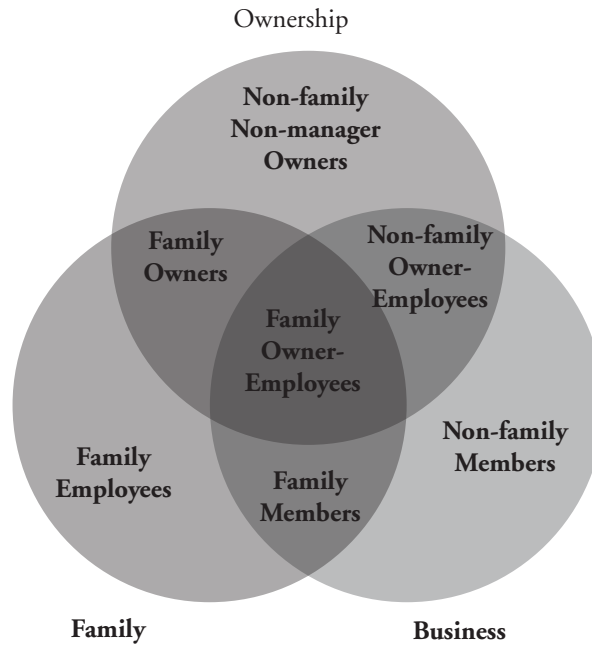 Ownership
Non-family
Non-manager
Owners
Family
Owners
Non-family
Owner-
Employees
Family
Owner-
Employees
Non-family
Members
Family
Employees
Family
Members
Family
Business